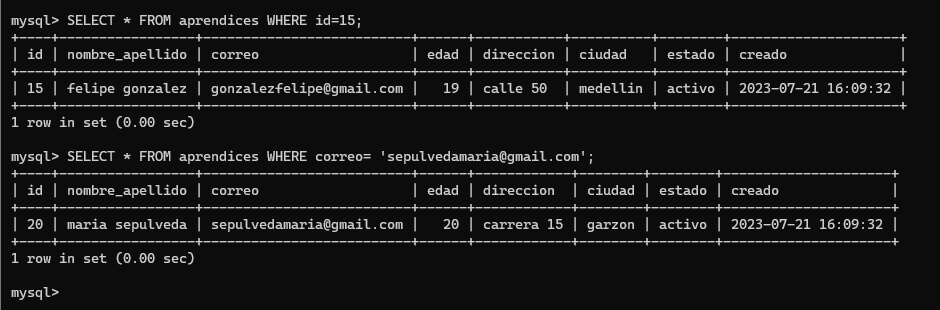 mysql> SELECT * FROM aprendices WHERE id=15;
+----+-----------------+--------------------------+------+-----------+----------+--------+---------------------+
| id | nombre_apellido | correo                   | edad | direccion | ciudad   | estado | creado              |
+----+-----------------+--------------------------+------+-----------+----------+--------+---------------------+
| 15 | felipe gonzalez | gonzalezfelipe@gmail.com |   19 | calle 50  | medellin | activo | 2023-07-21 16:09:32 |
+----+-----------------+--------------------------+------+-----------+----------+--------+---------------------+
1 row in set (0.00 sec)

mysql> SELECT * FROM aprendices WHERE correo= 'sepulvedamaria@gmail.com';
+----+-----------------+--------------------------+------+------------+--------+--------+---------------------+
| id | nombre_apellido | correo                   | edad | direccion  | ciudad | estado | creado              |
+----+-----------------+--------------------------+------+------------+--------+--------+---------------------+
| 20 | maria sepulveda | sepulvedamaria@gmail.com |   20 | carrera 15 | garzon | activo | 2023-07-21 16:09:32 |
+----+-----------------+--------------------------+------+------------+--------+--------+---------------------+
1 row in set (0.00 sec)

mysql>